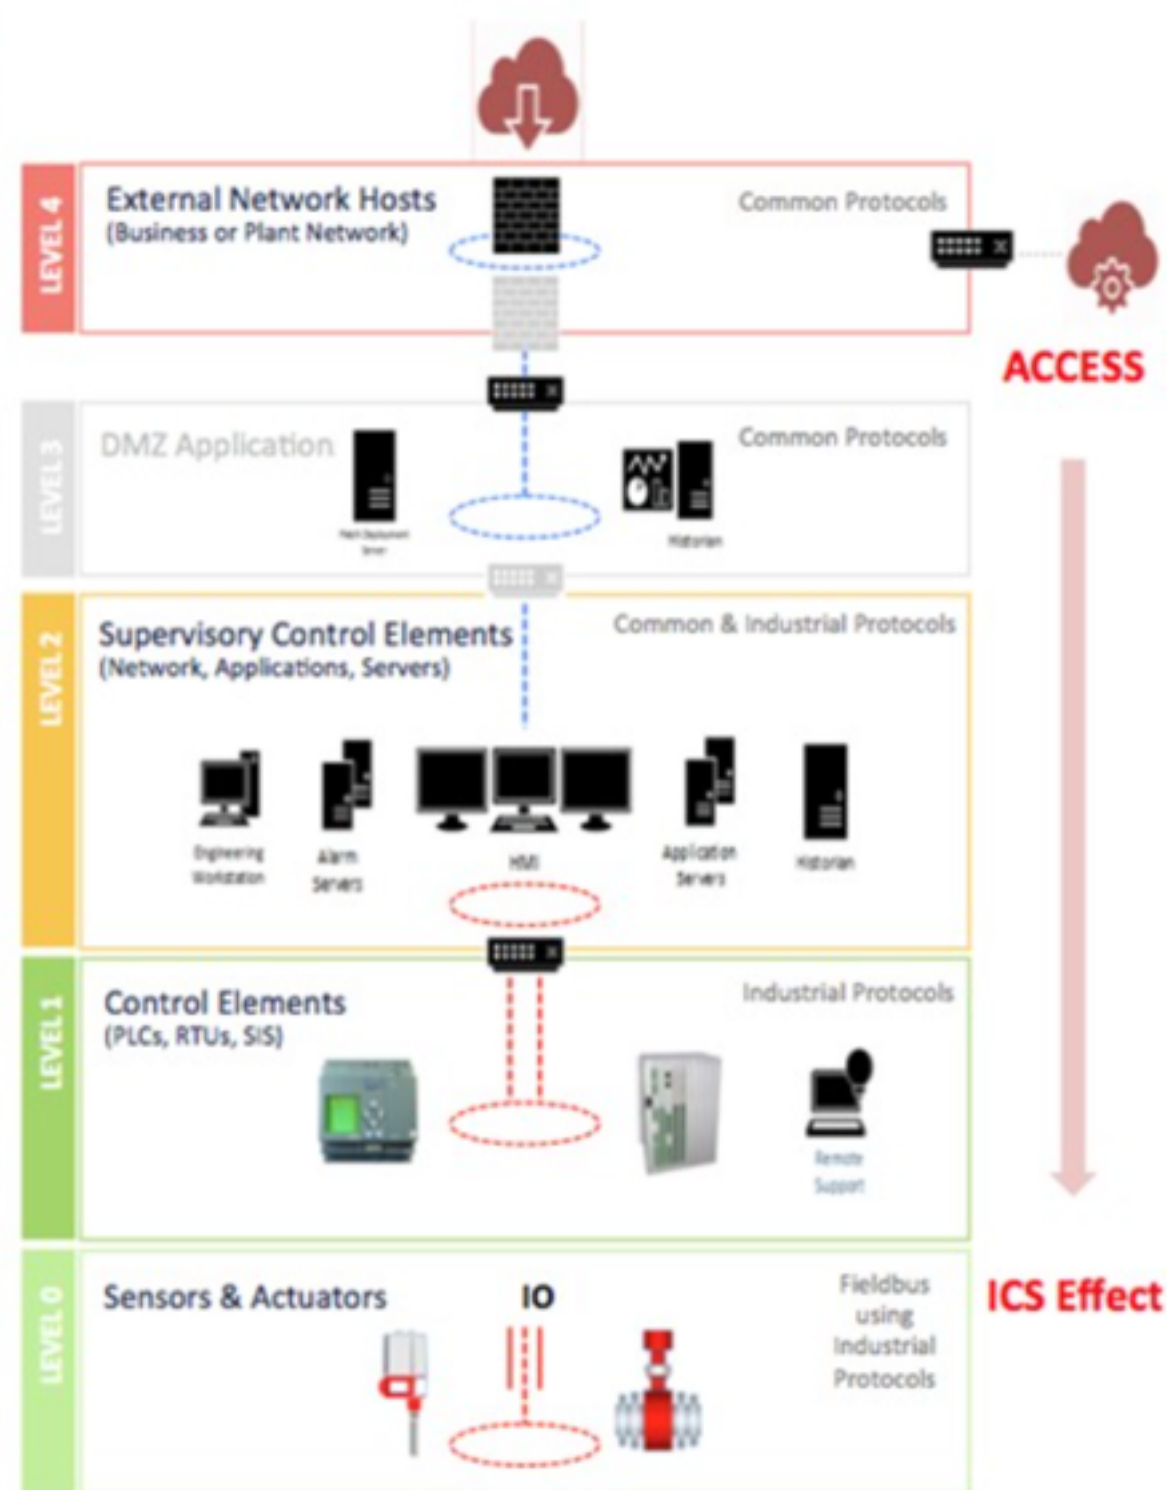 LEVEL 4
External Network Hosts
(Business or Plant Network)
Common Protocols
ACCESS
LEVEL 3
DMZ Application
Common Protocols
Patch Deployment
Server
Historian
LEVEL 2
Supervisory Control Elements
(Network, Applications, Servers)
Common & Industrial Protocols
Engineering
Workstation
Alarm
Servers
HMI
Application
Servers
Historian
LEVEL 1
Control Elements
(PLCs, RTUs, SIS)
Industrial Protocols
Remote
Support
LEVEL 0
Sensors & Actuators
IO
Fieldbus
using
Industrial
Protocols
ICS Effect